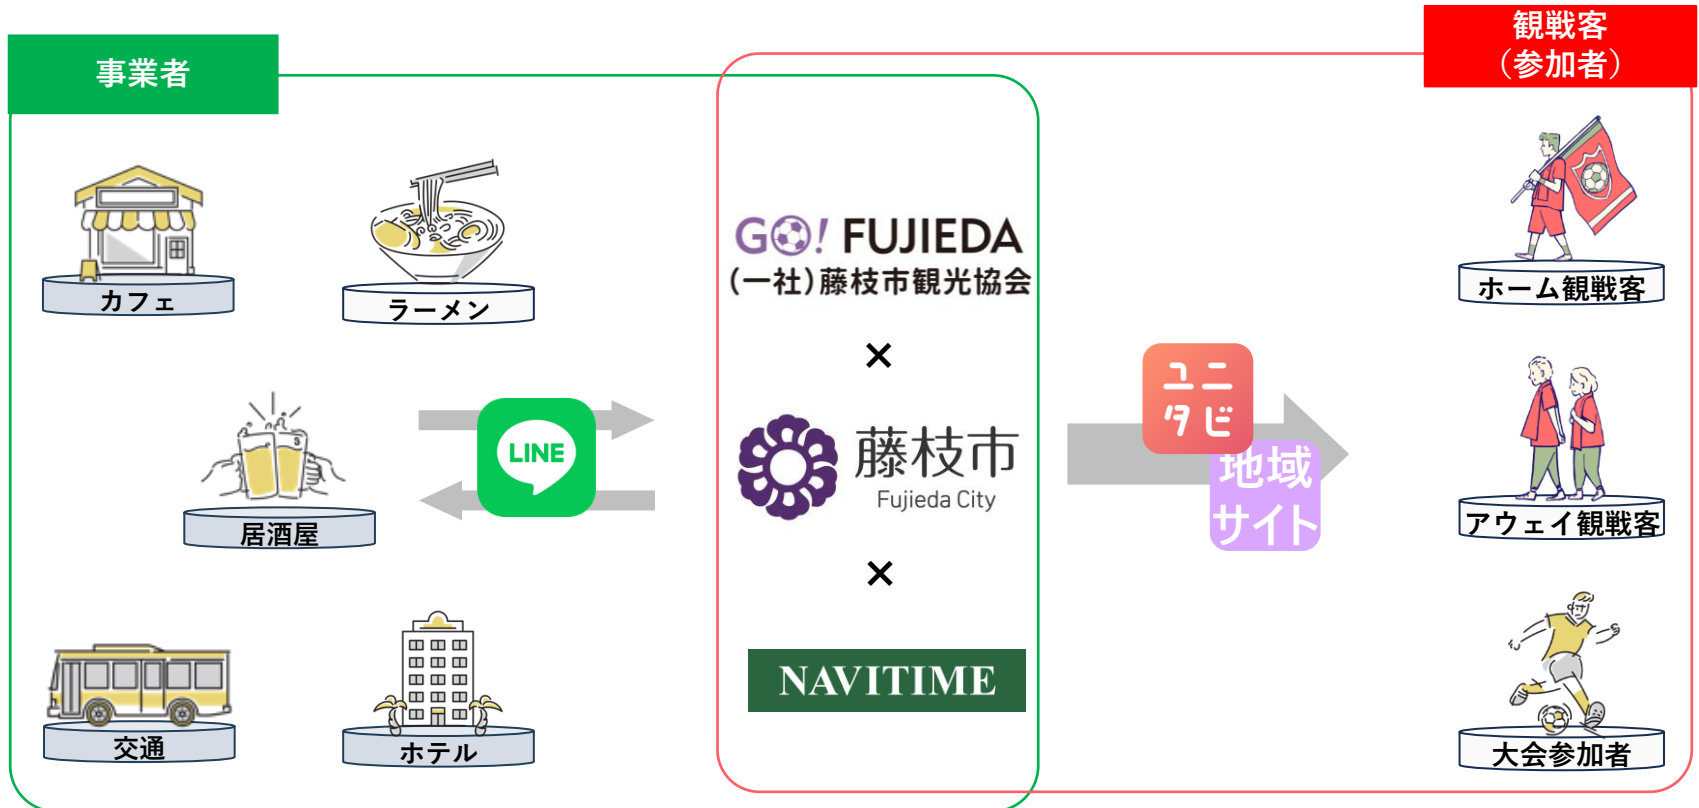 事業者
観戦客
（参加者）
カフェ
ラーメン
居酒屋
交通
ホテル
LINE
GO! FUJIEDA
(一社)藤枝市観光協会
×
藤枝市
Fujieda City
×
NAVITIME
ユニ
タビ
地域
サイト
ホーム観戦客
アウェイ観戦客
大会参加者